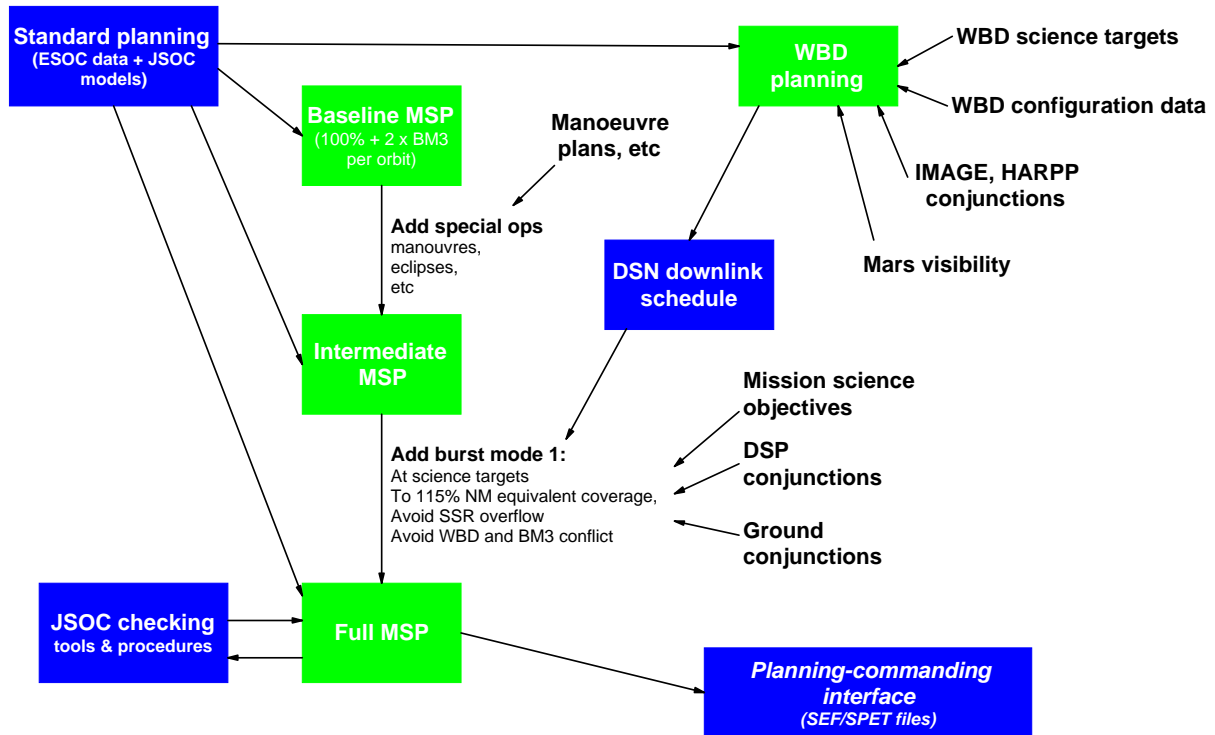 Standard planning
(ESOC data + JSOC
models)
WBD
planning
WBD science targets
WBD configuration data
IMAGE, HARPP
conjunctions
Mars visibility
Baseline MSP
(100% + 2 x BM3
per orbit)
Manoeuvre
plans, etc
Add special ops
manouvres,
eclipses,
etc
DSN downlink
schedule
Intermediate
MSP
Mission science
objectives
DSP
conjunctions
Ground
conjunctions
Add burst mode 1:
At science targets
To 115% NM equivalent coverage,
Avoid SSR overflow
Avoid WBD and BM3 conflict
JSOC checking
tools & procedures
Full MSP
Planning-commanding
interface
(SEF/SPET files)